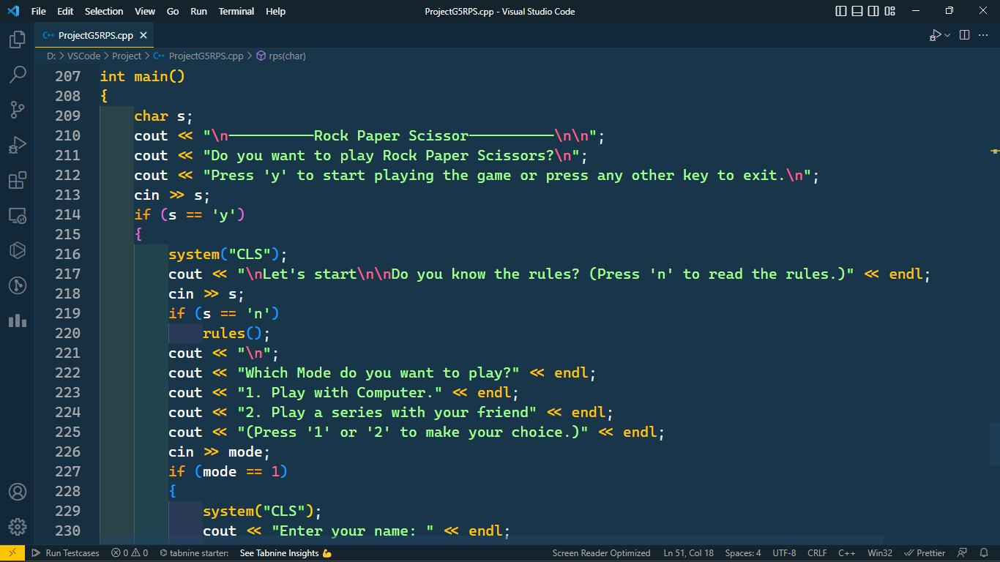 File Edit Selection View Go Run Terminal Help ProjectG5RPS.cpp - Visual Studio Code
C++ ProjectG5RPS.cpp ×
D: > VSCode > Project > C++ ProjectG5RPS.cpp > rps(char)
207 int main()
208 {
209 char s;
210 cout << "\n──────────Rock Paper Scissor──────────\n\n";
211 cout << "Do you want to play Rock Paper Scissors?\n";
212 cout << "Press 'y' to start playing the game or press any other key to exit.\n";
213 cin >> s;
214 if (s == 'y')
215 {
216 system("CLS");
217 cout << "\nLet's start\n\nDo you know the rules? (Press 'n' to read the rules.)" << endl;
218 cin >> s;
219 if (s == 'n')
220 rules();
221 cout << "\n";
222 cout << "Which Mode do you want to play?" << endl;
223 cout << "1. Play with Computer." << endl;
224 cout << "2. Play a series with your friend" << endl;
225 cout << "(Press '1' or '2' to make your choice.)" << endl;
226 cin >> mode;
227 if (mode == 1)
228 {
229 system("CLS");
230 cout << "Enter your name: " << endl;
Run Testcases 0 0 tabnine starter: See Tabnine Insights 💪 Screen Reader Optimized Ln 51, Col 18 Spaces: 4 UTF-8 CRLF C++ Win32 Prettier